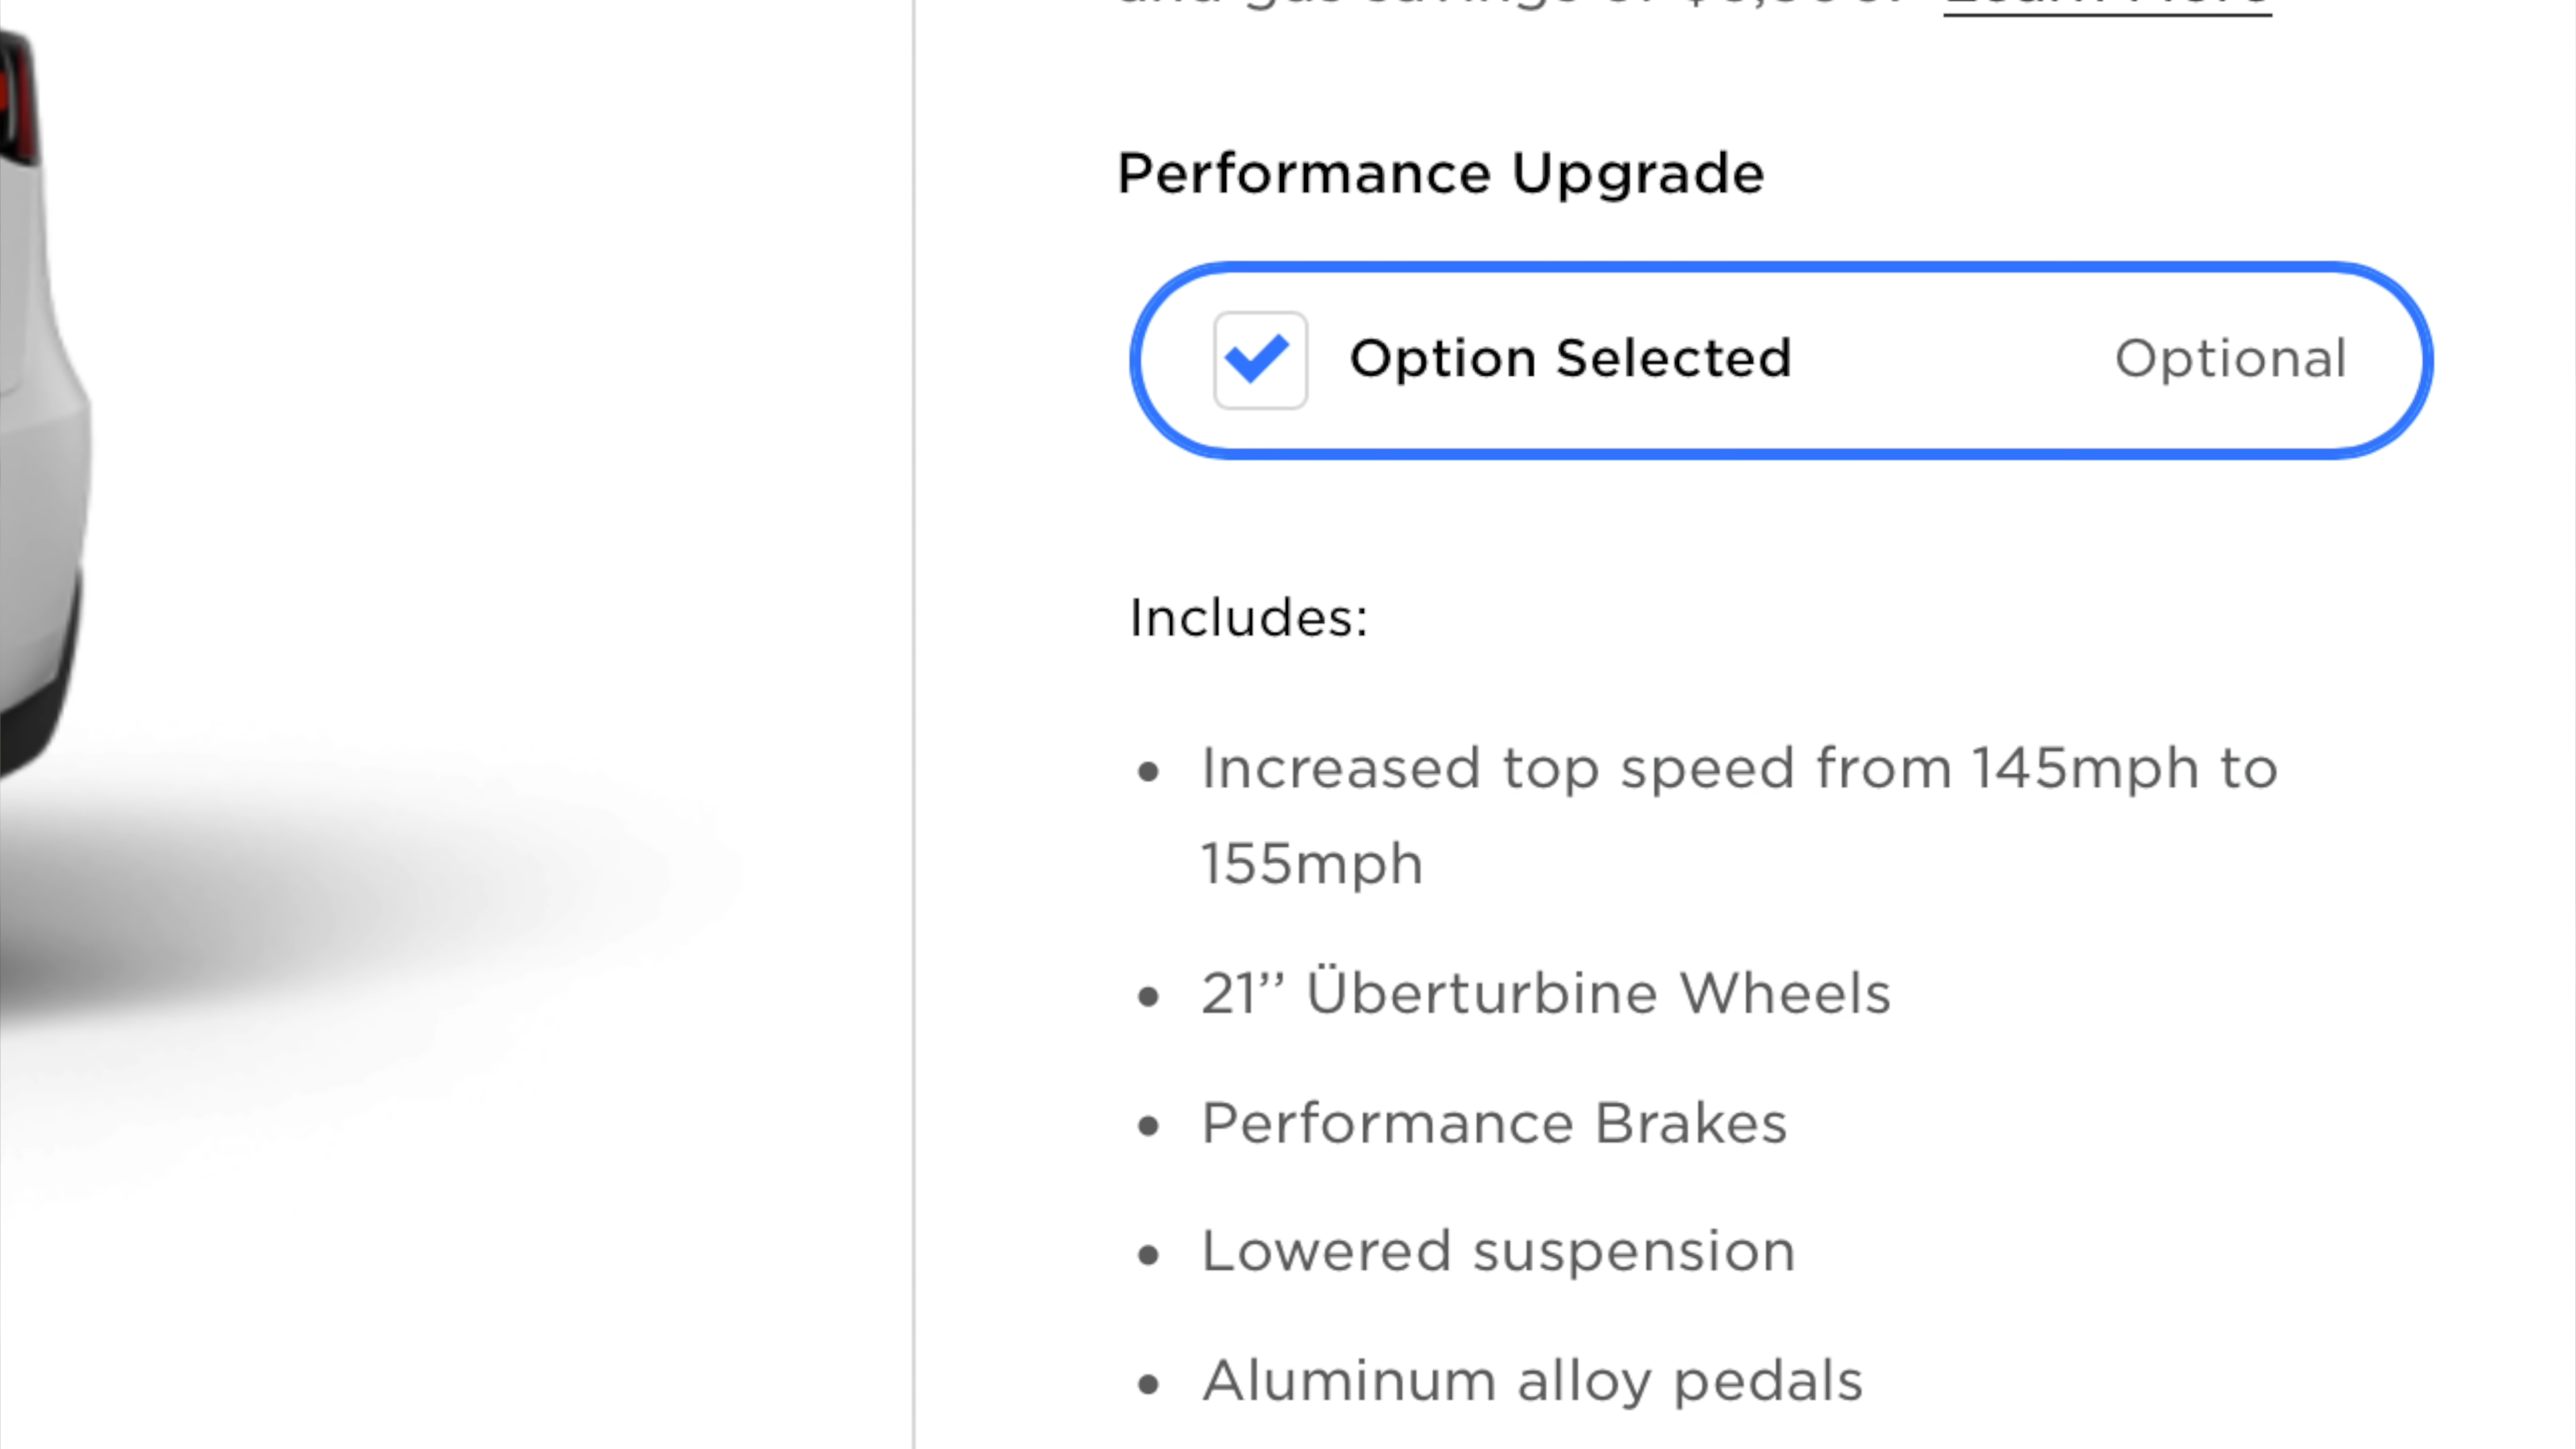 Performance Upgrade
Option Selected
Optional
Includes:
• Increased top speed from 145mph to
155mph
• 21’’ Überturbine Wheels
• Performance Brakes
• Lowered suspension
• Aluminum alloy pedals